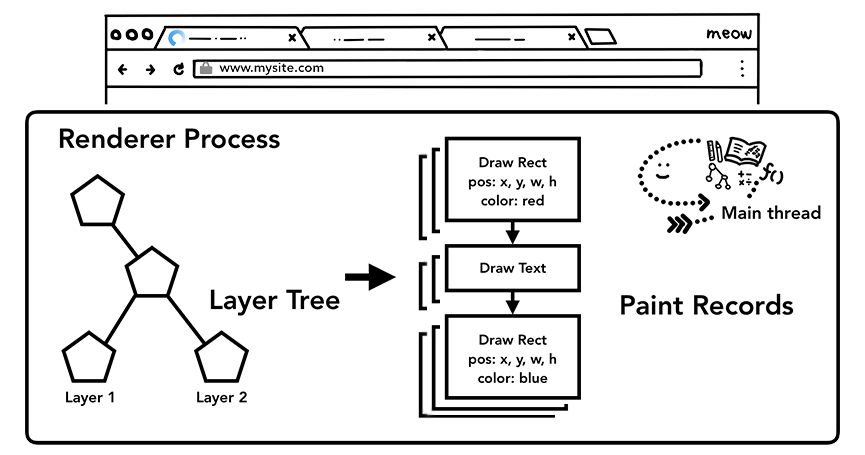 meow
www.mysite.com
Renderer Process
Layer Tree
Layer 1
Layer 2
Draw Rect
pos: x, y, w, h
color: red
Draw Text
Draw Rect
pos: x, y, w, h
color: blue
+-
×÷
f()
Main thread
Paint Records